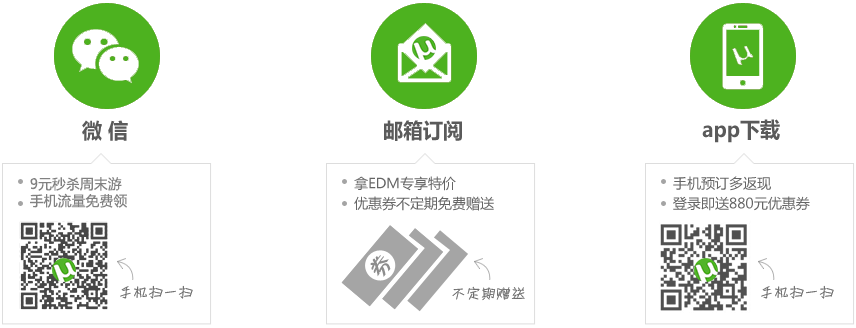 微 信
9元秒杀周末游
手机流量免费领
手机扫一扫
邮箱订阅
拿EDM专享特价
优惠券不定期免费赠送
券
不定期赠送
app下载
手机预订多返现
登录即送880元优惠券
手机扫一扫